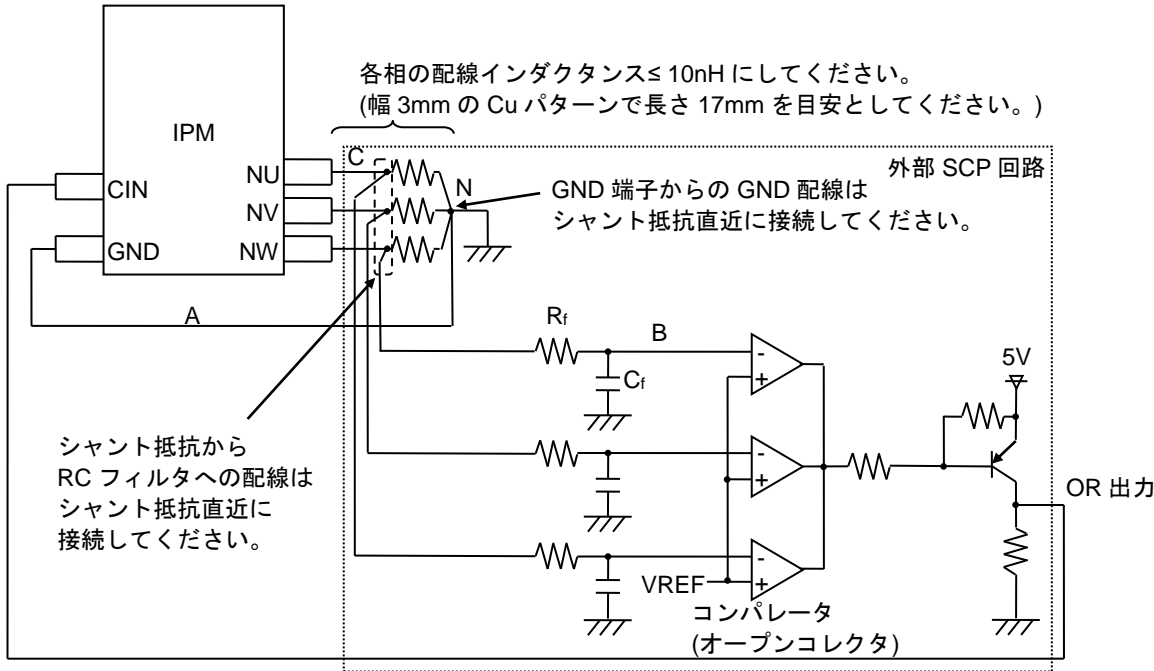 各相の配線インダクタンス≤ 10nH にしてください。
(幅 3mm の Cu パターンで長さ 17mm を目安としてください。)
IPM
外部 SCP 回路
C
NU
N
CIN
GND 端子からの GND 配線は
シャント抵抗直近に接続してください。
NV
GND
NW
A
Rf
B
5V
-
+
Cf
シャント抵抗から
RC フィルタへの配線は
シャント抵抗直近に
接続してください。
-
+
OR 出力
-
VREF
+
コンパレータ
(オープンコレクタ)